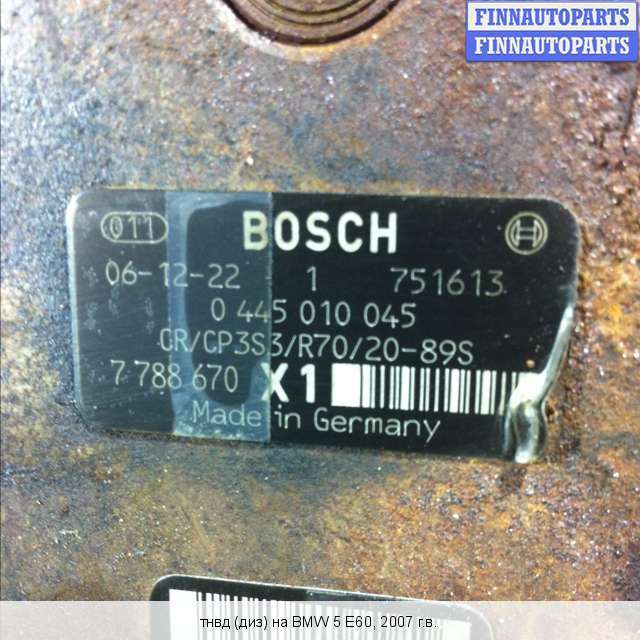 FINNAUTOPARTS
FINNAUTOPARTS
011 BOSCH
06-12-22 1 751613
0 445 010 045
CR/CP3S3/R70/20-89S
7 788 670 X1
Made in Germany
тнвд (диз) на BMW 5 E60, 2007 г.в.